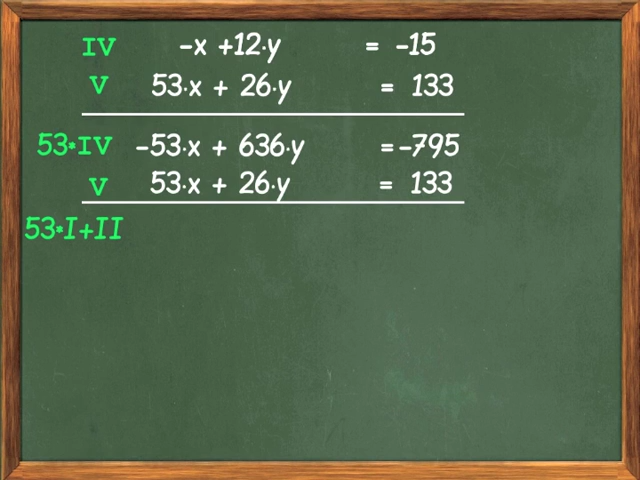 IV -x +12·y = -15
V 53·x + 26·y = 133
53*IV -53·x + 636·y =-795
V 53·x + 26·y = 133
53*I+II